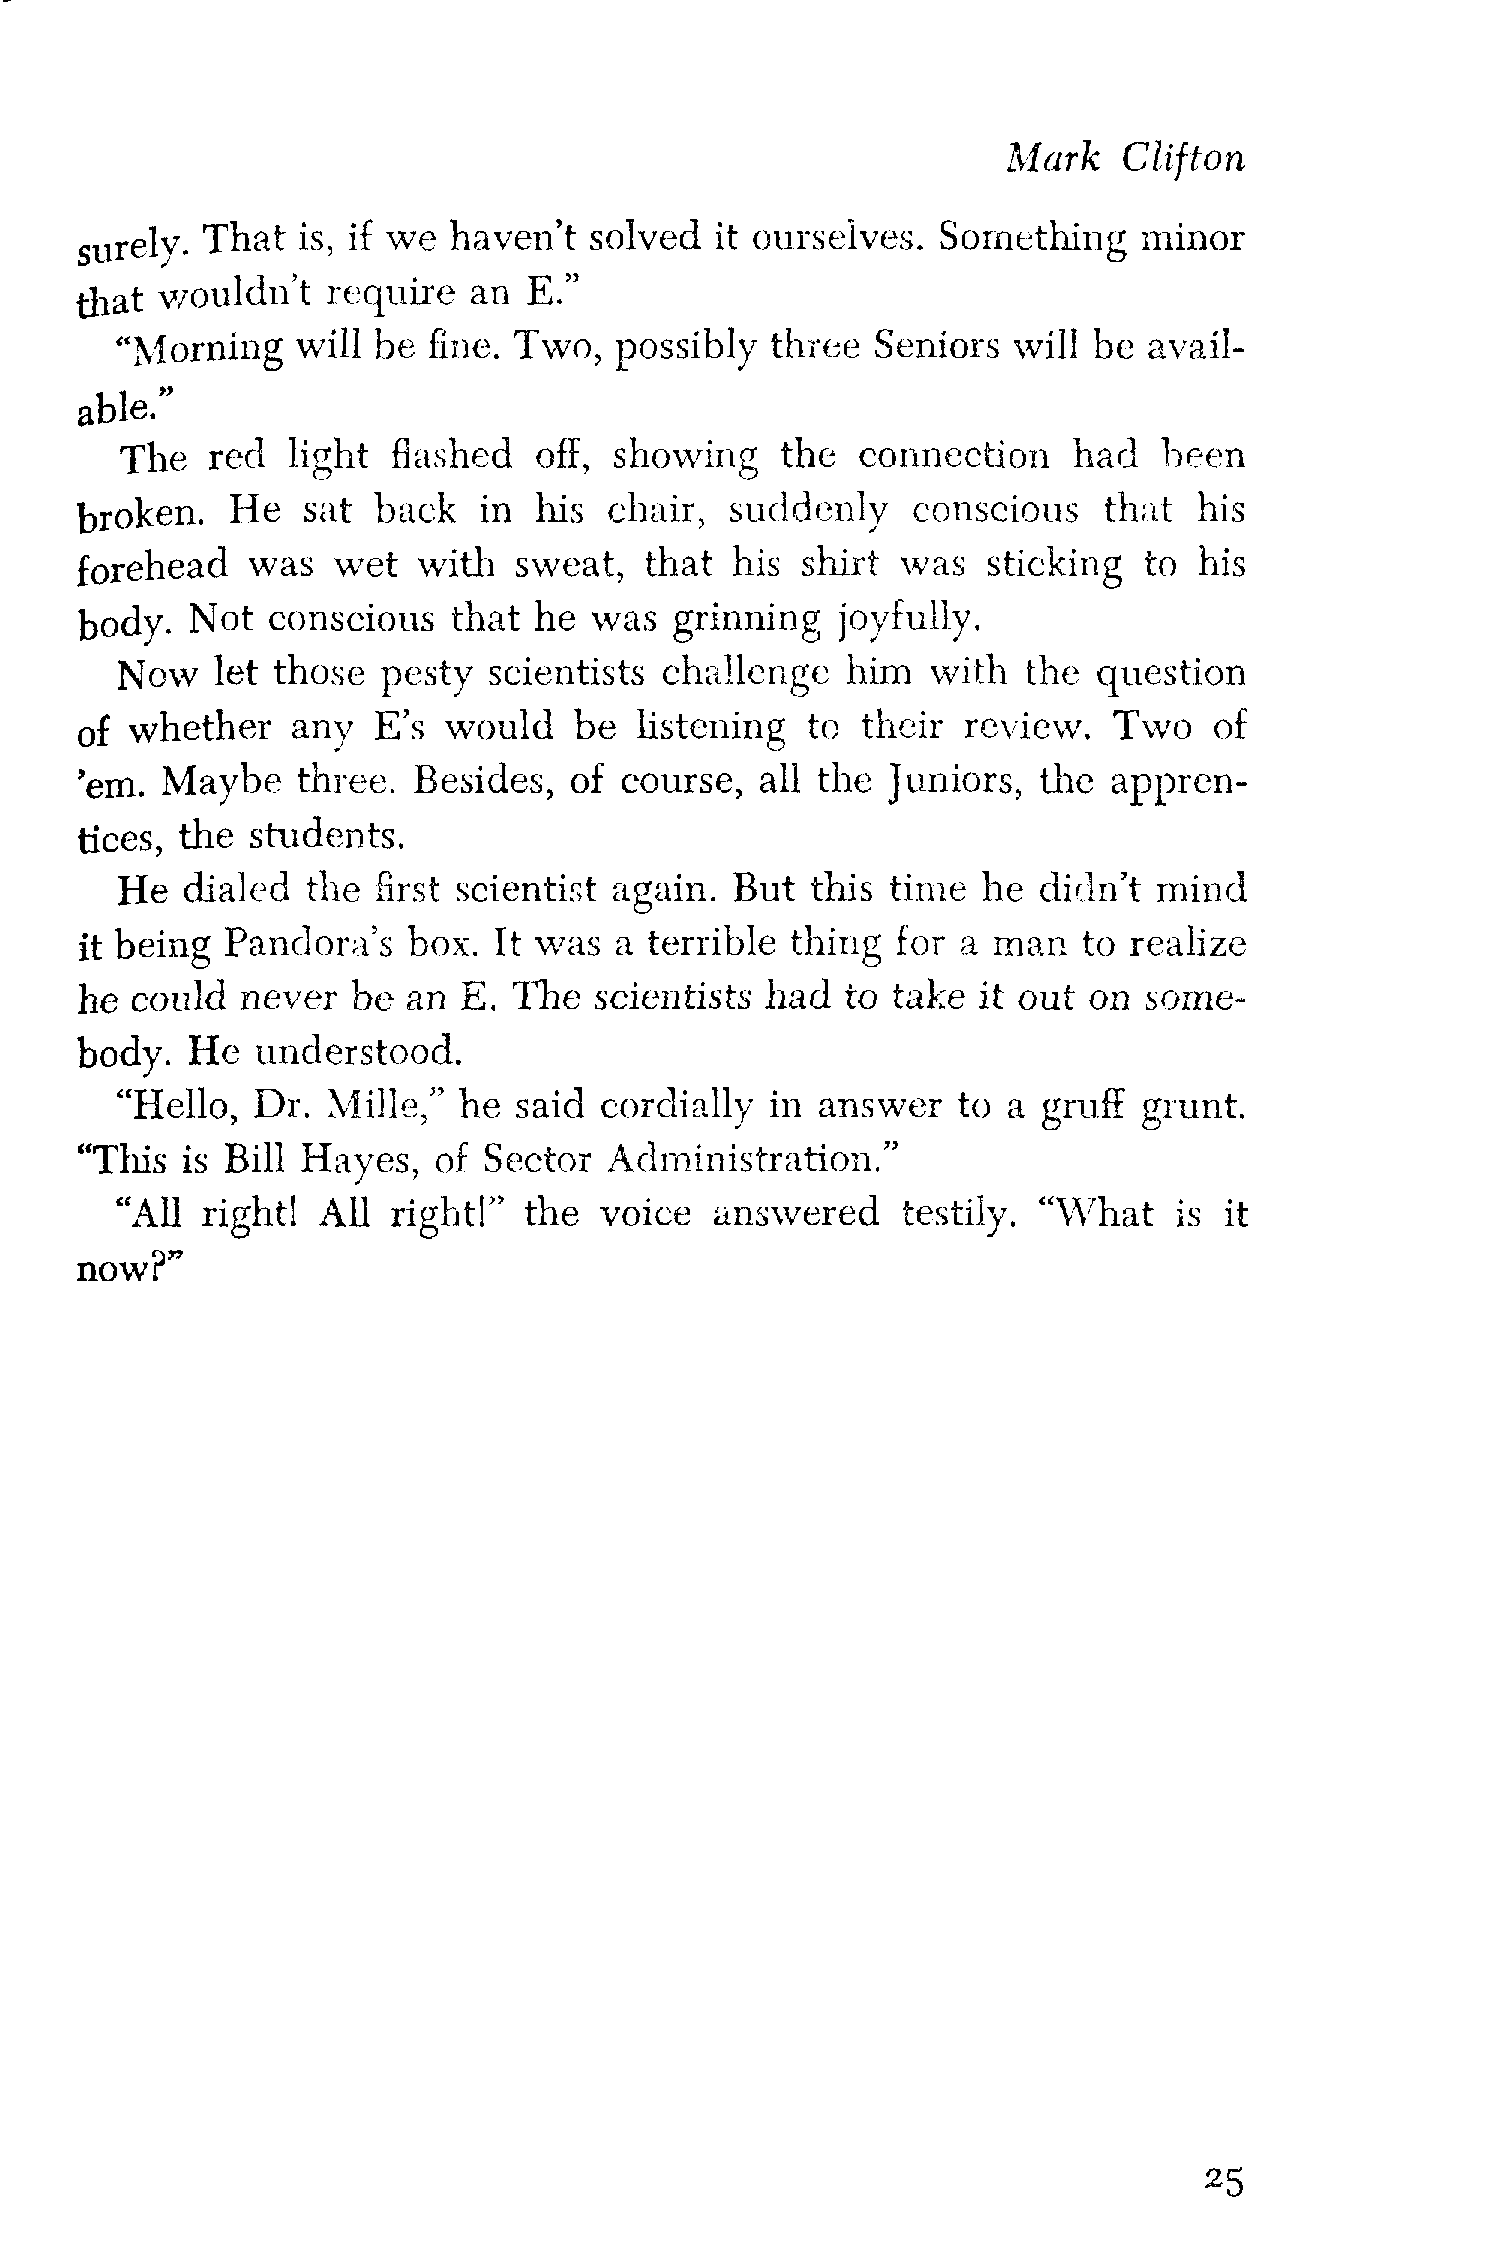 Mark Clifton
surely. That is, if we haven't solved it ourselves. Something minor
that wouldn't require an E."
"Morning will be fine. Two, possibly three Seniors will be avail-
able."
The red light flashed off, showing the connection had been
broken. He sat back in his chair, suddenly conscious that his
forehead was wet with sweat, that his shirt was sticking to his
body. Not conscious that he was grinning joyfully.
Now let those pesty scientists challenge him with the question
of whether any E's would be listening to their review. Two of
'em. Maybe three. Besides, of course, all the Juniors, the appren-
tices, the students.
He dialed the first scientist again. But this time he didn't mind
it being Pandora's box. It was a terrible thing for a man to realize
he could never be an E. The scientists had to take it out on some-
body. He understood.
"Hello, Dr. Mille," he said cordially in answer to a gruff grunt.
"This is Bill Hayes, of Sector Administration."
"All right! All right!" the voice answered testily. "What is it
now?"
25